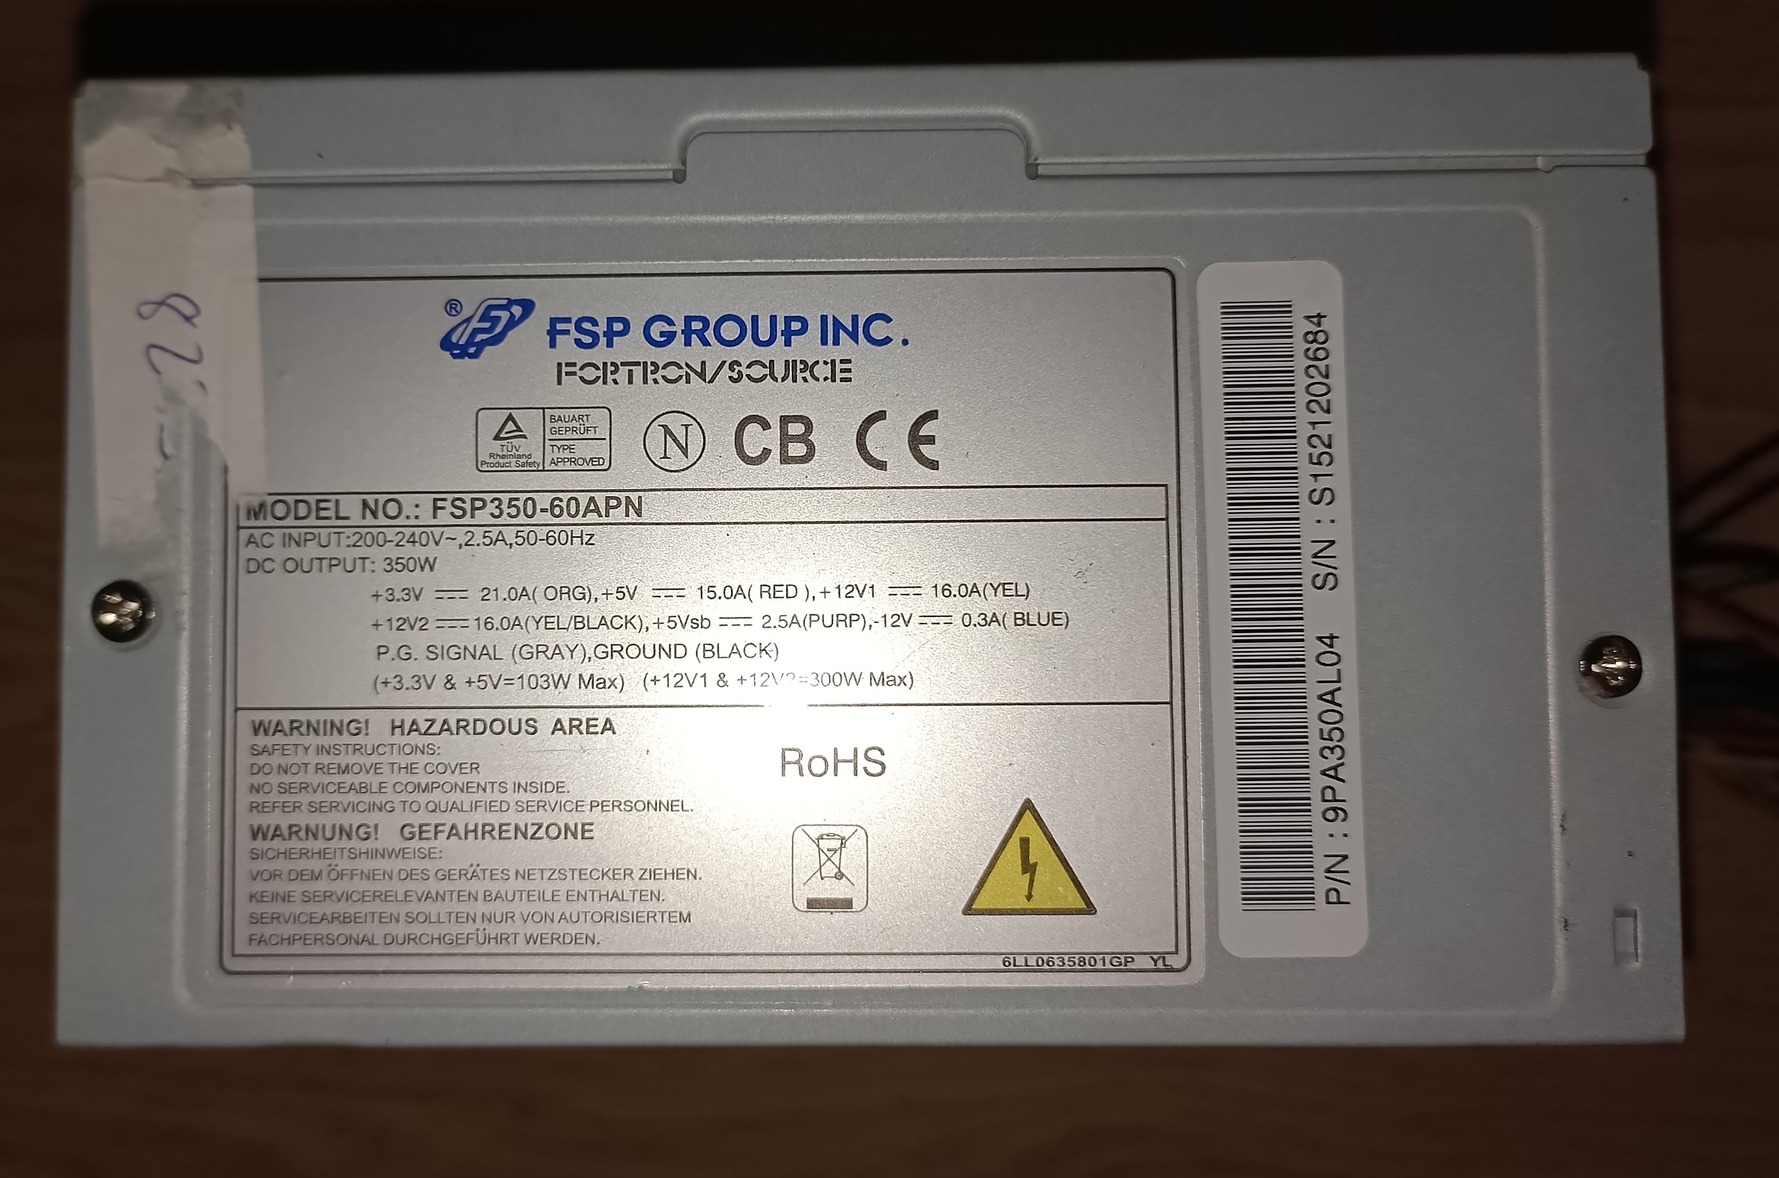 28
® FSP GROUP INC.
FORTRON/SOURCE
TÜV
Rheinland
Product Safety
BAUART
GEPRÜFT
TYPE
APPROVED
N
CB
CE
MODEL NO.: FSP350-60APN
AC INPUT:200-240V~,2.5A,50-60Hz
DC OUTPUT: 350W
+3.3V ⎓ 21.0A( ORG),+5V ⎓ 15.0A( RED ),+12V1 ⎓ 16.0A(YEL)
+12V2 ⎓ 16.0A(YEL/BLACK),+5Vsb ⎓ 2.5A(PURP),-12V ⎓ 0.3A( BLUE)
P.G. SIGNAL (GRAY),GROUND (BLACK)
(+3.3V & +5V=103W Max) (+12V1 & +12V2=300W Max)
WARNING! HAZARDOUS AREA
SAFETY INSTRUCTIONS:
DO NOT REMOVE THE COVER
NO SERVICEABLE COMPONENTS INSIDE.
REFER SERVICING TO QUALIFIED SERVICE PERSONNEL.
WARNUNG! GEFAHRENZONE
SICHERHEITSHINWEISE:
VOR DEM ÖFFNEN DES GERÄTES NETZSTECKER ZIEHEN.
KEINE SERVICERELEVANTEN BAUTEILE ENTHALTEN.
SERVICEARBEITEN SOLLTEN NUR VON AUTORISIERTEM
FACHPERSONAL DURCHGEFÜHRT WERDEN.
RoHS
6LL0635801GP YL
P/N : 9PA350AL04 S/N : S1521202684